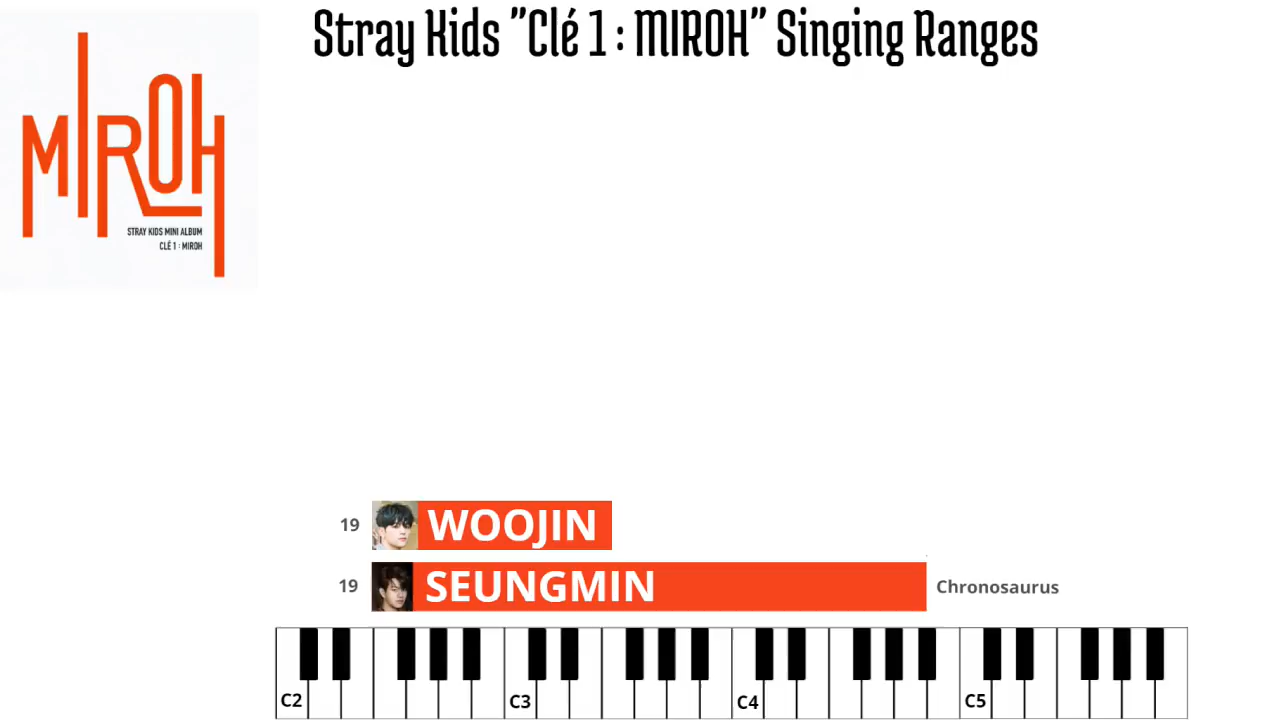 Stray Kids "Clé 1 : MIROH" Singing Ranges
MIROH
STRAY KIDS MINI ALBUM
CLÉ 1 : MIROH
19 WOOJIN
19 SEUNGMIN Chronosaurus
C2 C3 C4 C5